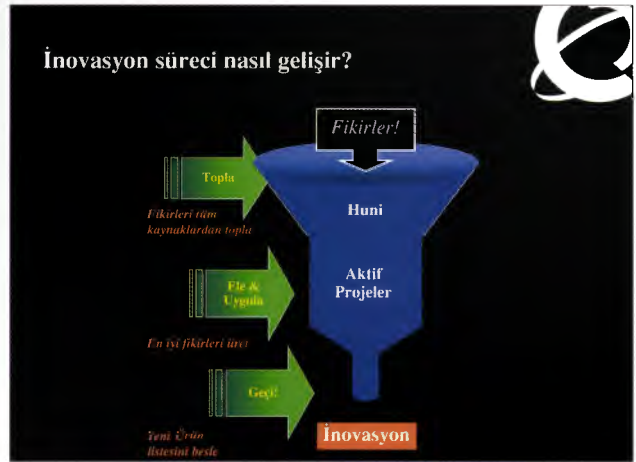 İnovasyon süreci nasıl gelişir?
Fikirler!
Topla
Fikirleri tüm
kaynaklardan topla
Huni
Aktif
Projeler
Ele &
Uygula
En iyi fikirleri üret
Geçi!
Yeni Ürün
listesini besle
İnovasyon